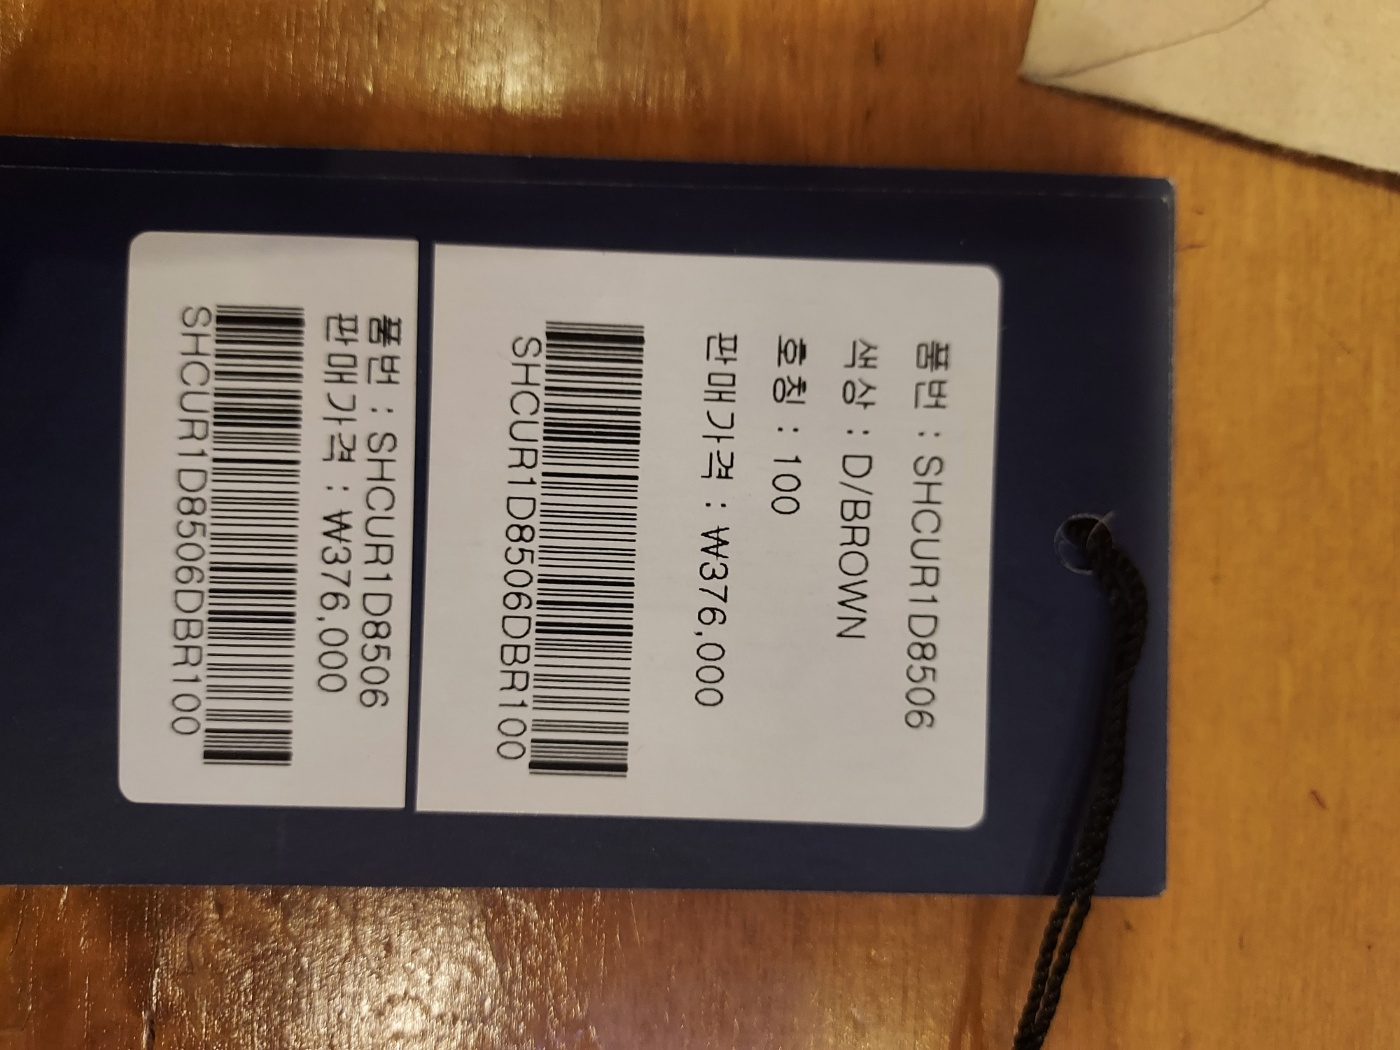 품번 : SHCUR1D8506
색상 : D/BROWN
호칭 : 100
판매가격 : ₩376,000
SHCUR1D8506DBR100
품번 : SHCUR1D8506
판매가격 : ₩376,000
SHCUR1D8506DBR100